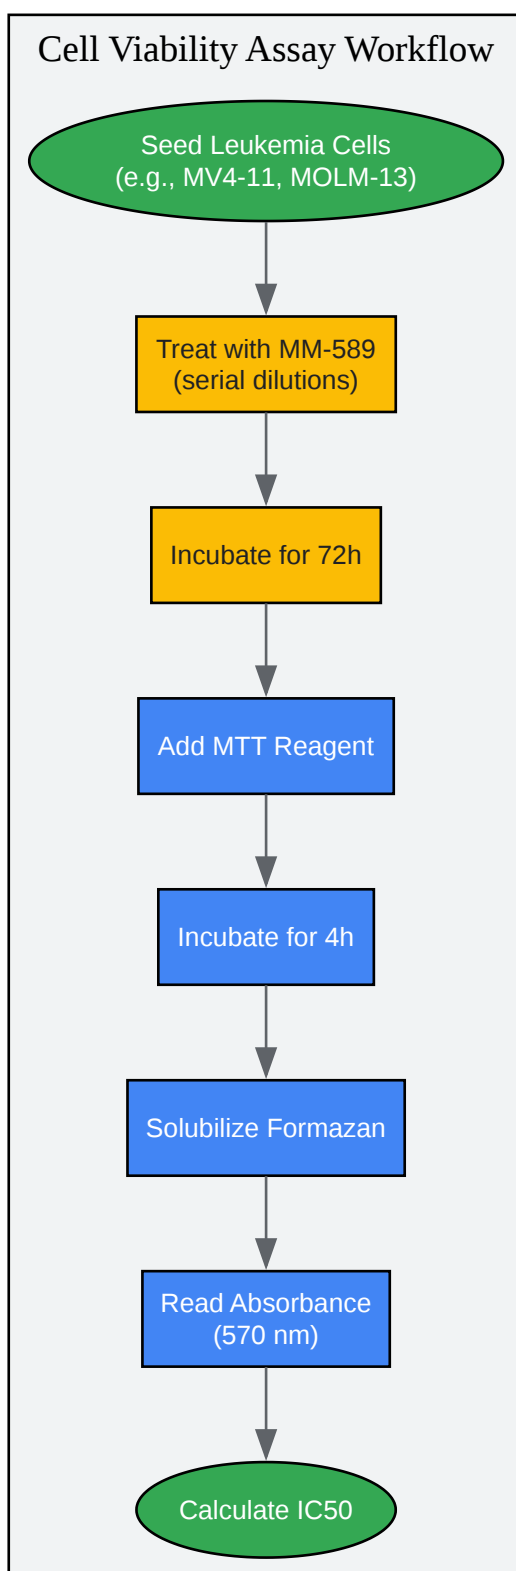 Cell Viability Assay Workflow
Seed Leukemia Cells
(e.g., MV4-11, MOLM-13)
Treat with MM-589
(serial dilutions)
Incubate for 72h
Add MTT Reagent
Incubate for 4h
Solubilize Formazan
Read Absorbance
(570 nm)
Calculate IC50